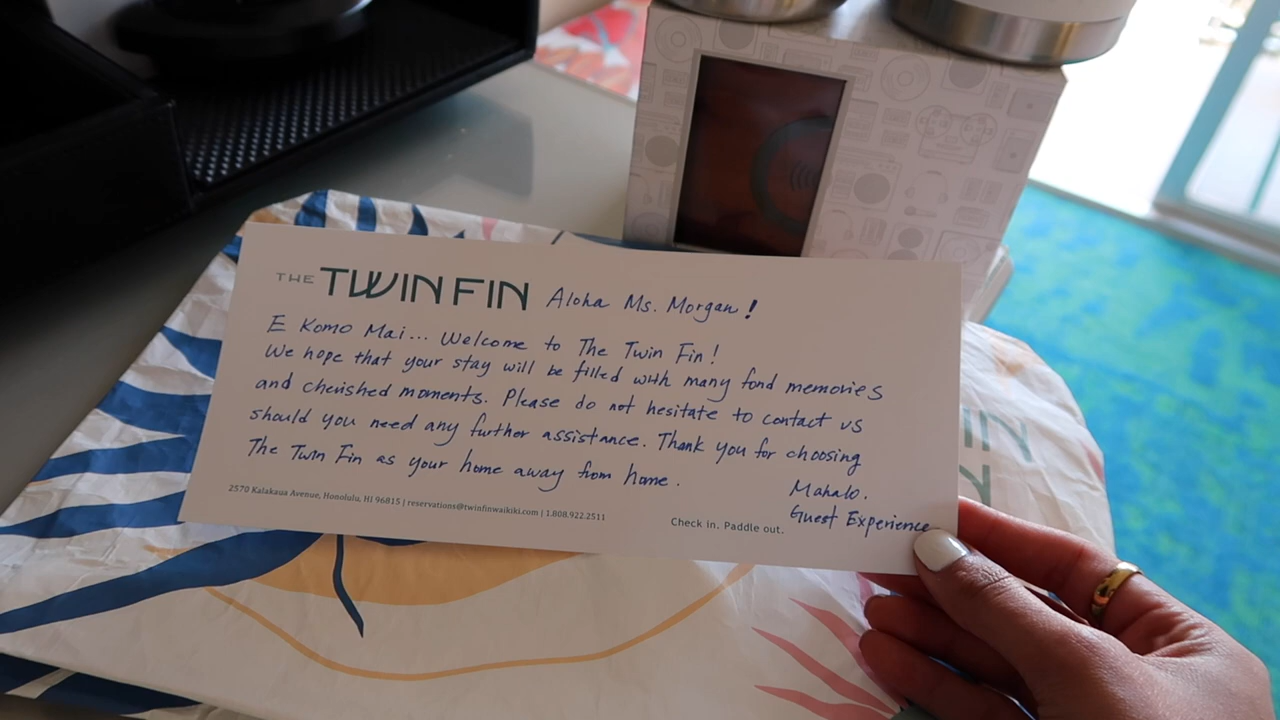 THE TWIN FIN Aloha Ms. Morgan!
E Komo Mai... Welcome to The Twin Fin!
We hope that your stay will be filled with many fond memories
and cherished moments. Please do not hesitate to contact us
should you need any further assistance. Thank you for choosing
The Twin Fin as your home away from home.
Mahalo.
Guest Experience
2570 Kalakaua Avenue, Honolulu, HI 96815 | reservations@twinfinwaikiki.com | 1.808.922.2511
Check in. Paddle out.
IN